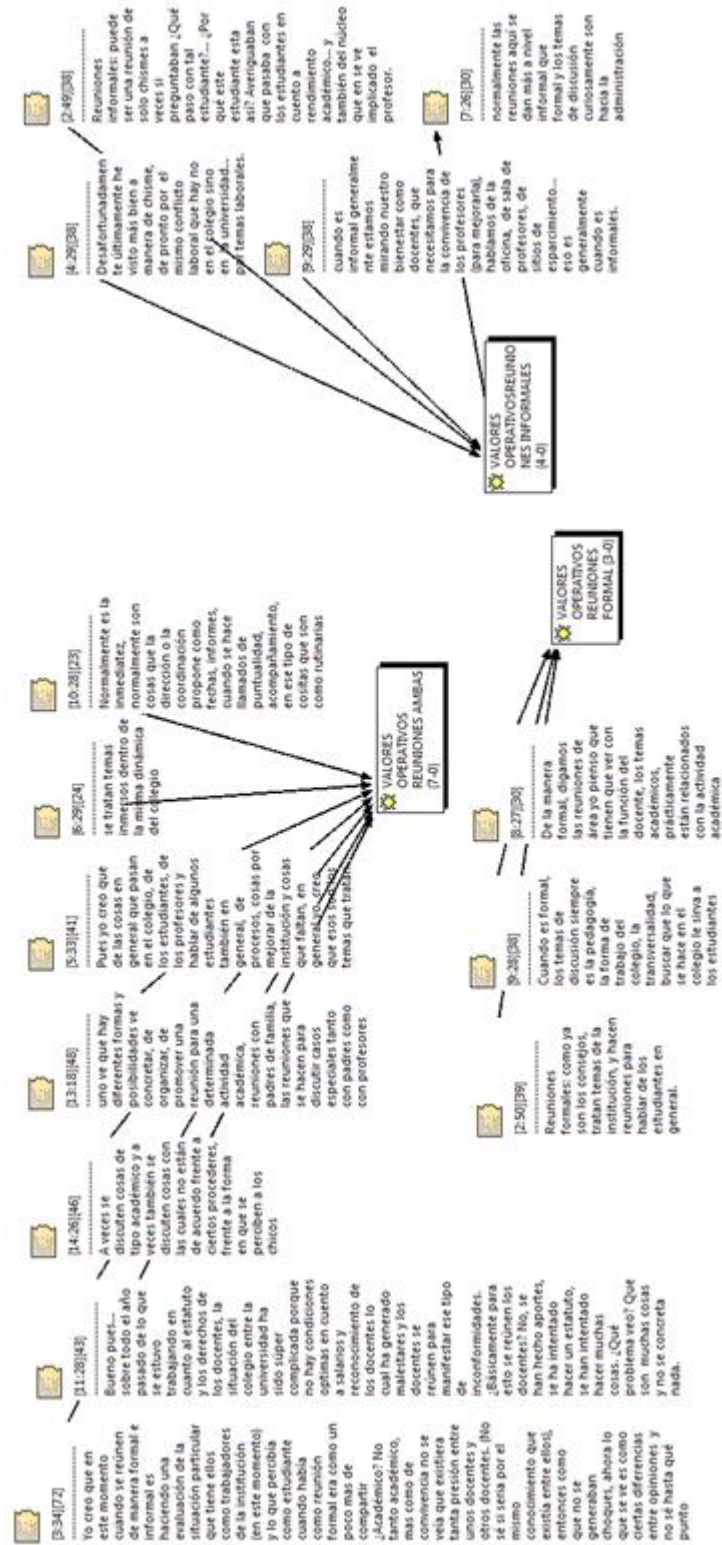 [3:34][72]
Yo creo que en
este momento
cuando se reúnen
de manera formal e
informal es
haciendo una
evaluación de la
situación particular
que tiene ellos
como trabajadores
de la institución
(en este momento)
y lo que percibía
como estudiante
cuando había
como reunión
formal era como un
poco mas de
compartir
¿Académico? No
tanto académico,
mas como de
convivencia no se
veía que existiera
tanta presión entre
unos docentes y
otros docentes. (No
sé si sería por el
mismo
conocimiento que
existía entre ellos),
entonces como
que no se
generaban
choques, ahora lo
que se ve es como
ciertas diferencias
entre opiniones y
no sé hasta qué
punto
[11:28][43]
Bueno pues...
sobre todo el año
pasado de lo que
se estuvo
trabajando en
cuanto al estatuto
y los derechos de
los docentes, la
situación del
colegio entre la
universidad ha
sido súper
complicada porque
no hay condiciones
optimas en cuento
a salarios y
reconocimiento de
los docentes lo
cual ha generado
malestares y los
docentes se
reúnen para
manifestar ese tipo
de
inconformidades.
¿Básicamente para
esto se reúnen los
docentes? No, se
han hecho aportes,
se ha intentado
hacer un estatuto,
se han intentado
hacer muchas
cosas. ¿Qué
problema veo? Que
son muchas cosas
y no se concreta
nada.
[14:26][46]
A veces se
discuten cosas de
tipo académico y a
veces también se
discuten cosas con
las cuales no están
de acuerdo frente a
ciertos procederes,
frente a la forma
en que se
perciben a los
chicos
[13:18][48]
uno ve que hay
diferentes formas y
posibilidades ve
concretar, de
organizar, de
promover una
reunión para una
determinada
actividad
académica,
reuniones con
padres de familia,
las reuniones que
se hacen para
discutir casos
especiales tanto
con padres como
con profesores
[5:33][41]
Pues yo creo que
de las cosas en
general que pasan
en el colegio, de
los estudiantes, de
los profesores y
hablar de algunos
estudiantes
también en
general, de
procesos, cosas por
mejorar de la
institución y cosas
que faltan, en
general yo creo
que esos son los
temas que tratan
[6:29][24]
se tratan temas
inmersos dentro de
la misma dinámica
del colegio
[10:28][23]
Normalmente es la
inmediatez,
normalmente son
cosas que la
dirección o la
coordinación
propone como
fechas, informes,
cuando se hace
llamados de
puntualidad,
acompañamiento,
en ese tipo de
cositas que son
como rutinarias
VALORES
OPERATIVOS
REUNIONES AMBAS
(7-0)
[2:50][39]
Reuniones
formales: como ya
son los consejos,
tratan temas de la
institución, y hacen
reuniones para
hablar de los
estudiantes en
general.
[9:28][38]
Cuando es formal,
los temas de
discusión siempre
es la pedagogía,
la forma de
trabajo del
colegio, la
transversalidad,
buscar que lo que
se hace en el
colegio le sirva a
los estudiantes
[8:27][30]
De la manera
formal, digamos
las reuniones de
área yo pienso que
tienen que ver con
la función del
docente, los temas
académicos,
prácticamente
están relacionados
con la actividad
académica
VALORES
OPERATIVOS
REUNIONES
FORMAL (3-0)
[4:29][38]
Desafortunadamen
te últimamente he
visto más bien a
manera de chisme,
de pronto por el
mismo conflicto
laboral que hay no
en el colegio sino
en la universidad...
por temas laborales.
[2:49][38]
Reuniones
informales: puede
ser una reunión de
solo chismes a
veces si
preguntaban ¿Qué
paso con tal
estudiante?... ¿Por
qué este
estudiante esta
así? Averiguaban
que pasaba con
los estudiantes en
cuento a
rendimiento
académico... y
también del núcleo
que en se ve
implicado el
profesor.
[9:29][38]
cuando es
informal generalme
nte estamos
mirando nuestro
bienestar como
docentes, que
necesitamos para
la convivencia de
los profesores
(para mejorarla),
hablamos de la
oficina, de sala de
profesores, de
sitios de
esparcimiento...
eso es
generalmente
cuando es
informales.
[7:26][30]
normalmente las
reuniones aquí se
dan más a nivel
informal que
formal y los temas
de discusión
curiosamente son
hacia la
administración
VALORES
OPERATIVOSREUNIO
NES INFORMALES
(4-0)